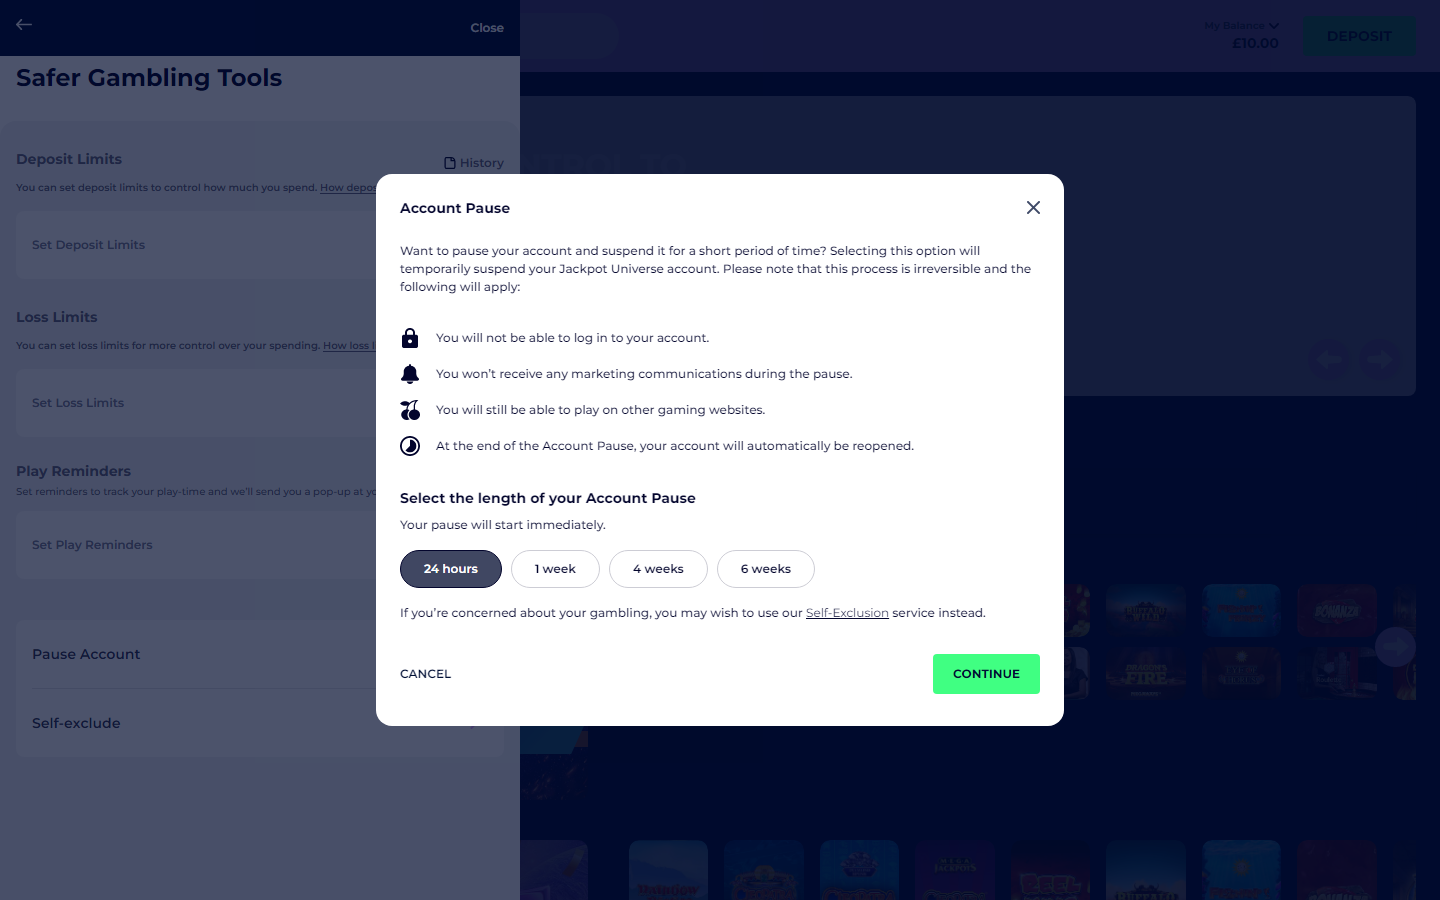 Close
My Balance
£10.00
DEPOSIT
Safer Gambling Tools
Deposit Limits
History
You can set deposit limits to control how much you spend. How depos
Set Deposit Limits
Loss Limits
You can set loss limits for more control over your spending. How loss l
Set Loss Limits
Play Reminders
Set reminders to track your play-time and we'll send you a pop-up at yo
Set Play Reminders
Pause Account
Self-exclude
Account Pause
Want to pause your account and suspend it for a short period of time? Selecting this option will
temporarily suspend your Jackpot Universe account. Please note that this process is irreversible and the
following will apply:
You will not be able to log in to your account.
You won't receive any marketing communications during the pause.
You will still be able to play on other gaming websites.
At the end of the Account Pause, your account will automatically be reopened.
Select the length of your Account Pause
Your pause will start immediately.
24 hours
1 week
4 weeks
6 weeks
If you're concerned about your gambling, you may wish to use our Self-Exclusion service instead.
CANCEL
CONTINUE
BONANZA
DRAGON'S
FIRE
REEL